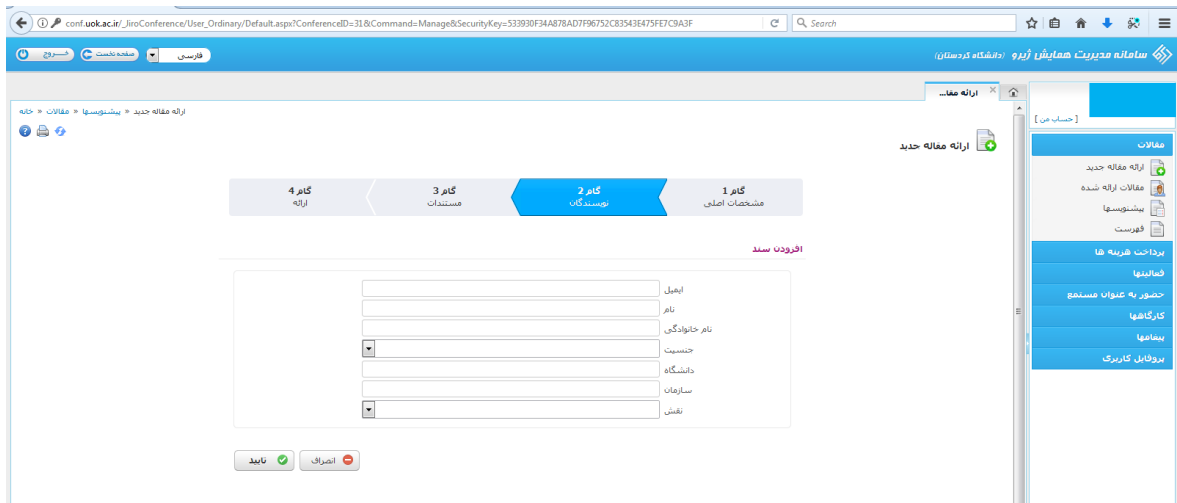 conf.uok.ac.ir/_JiroConference/User_Ordinary/Default.aspx?ConferenceID=31&Command=Manage&SecurityKey=533930F34A878AD7F96752C83543E475FE7C9A3F
Search
سامانه مدیریت همایش ژیرو (دانشگاه کردستان)
فارسی
صفحه نخست
خـــروج
ارائه مقا...
[ حساب من ]
خانه » مقالات » پیشنویسها » ارائه مقاله جدید
ارائه مقاله جدید
گام 1
مشخصات اصلی
گام 2
نویسندگان
گام 3
مستندات
گام 4
ارائه
افزودن سند
ایمیل
نام
نام خانوادگی
جنسیت
دانشگاه
سازمان
نقش
انصراف
تایید
مقالات
ارائه مقاله جدید
مقالات ارائه شده
پیشنویسها
فهرست
پرداخت هزینه ها
فعالیتها
حضور به عنوان مستمع
کارگاهها
پیغامها
پروفایل کاربری